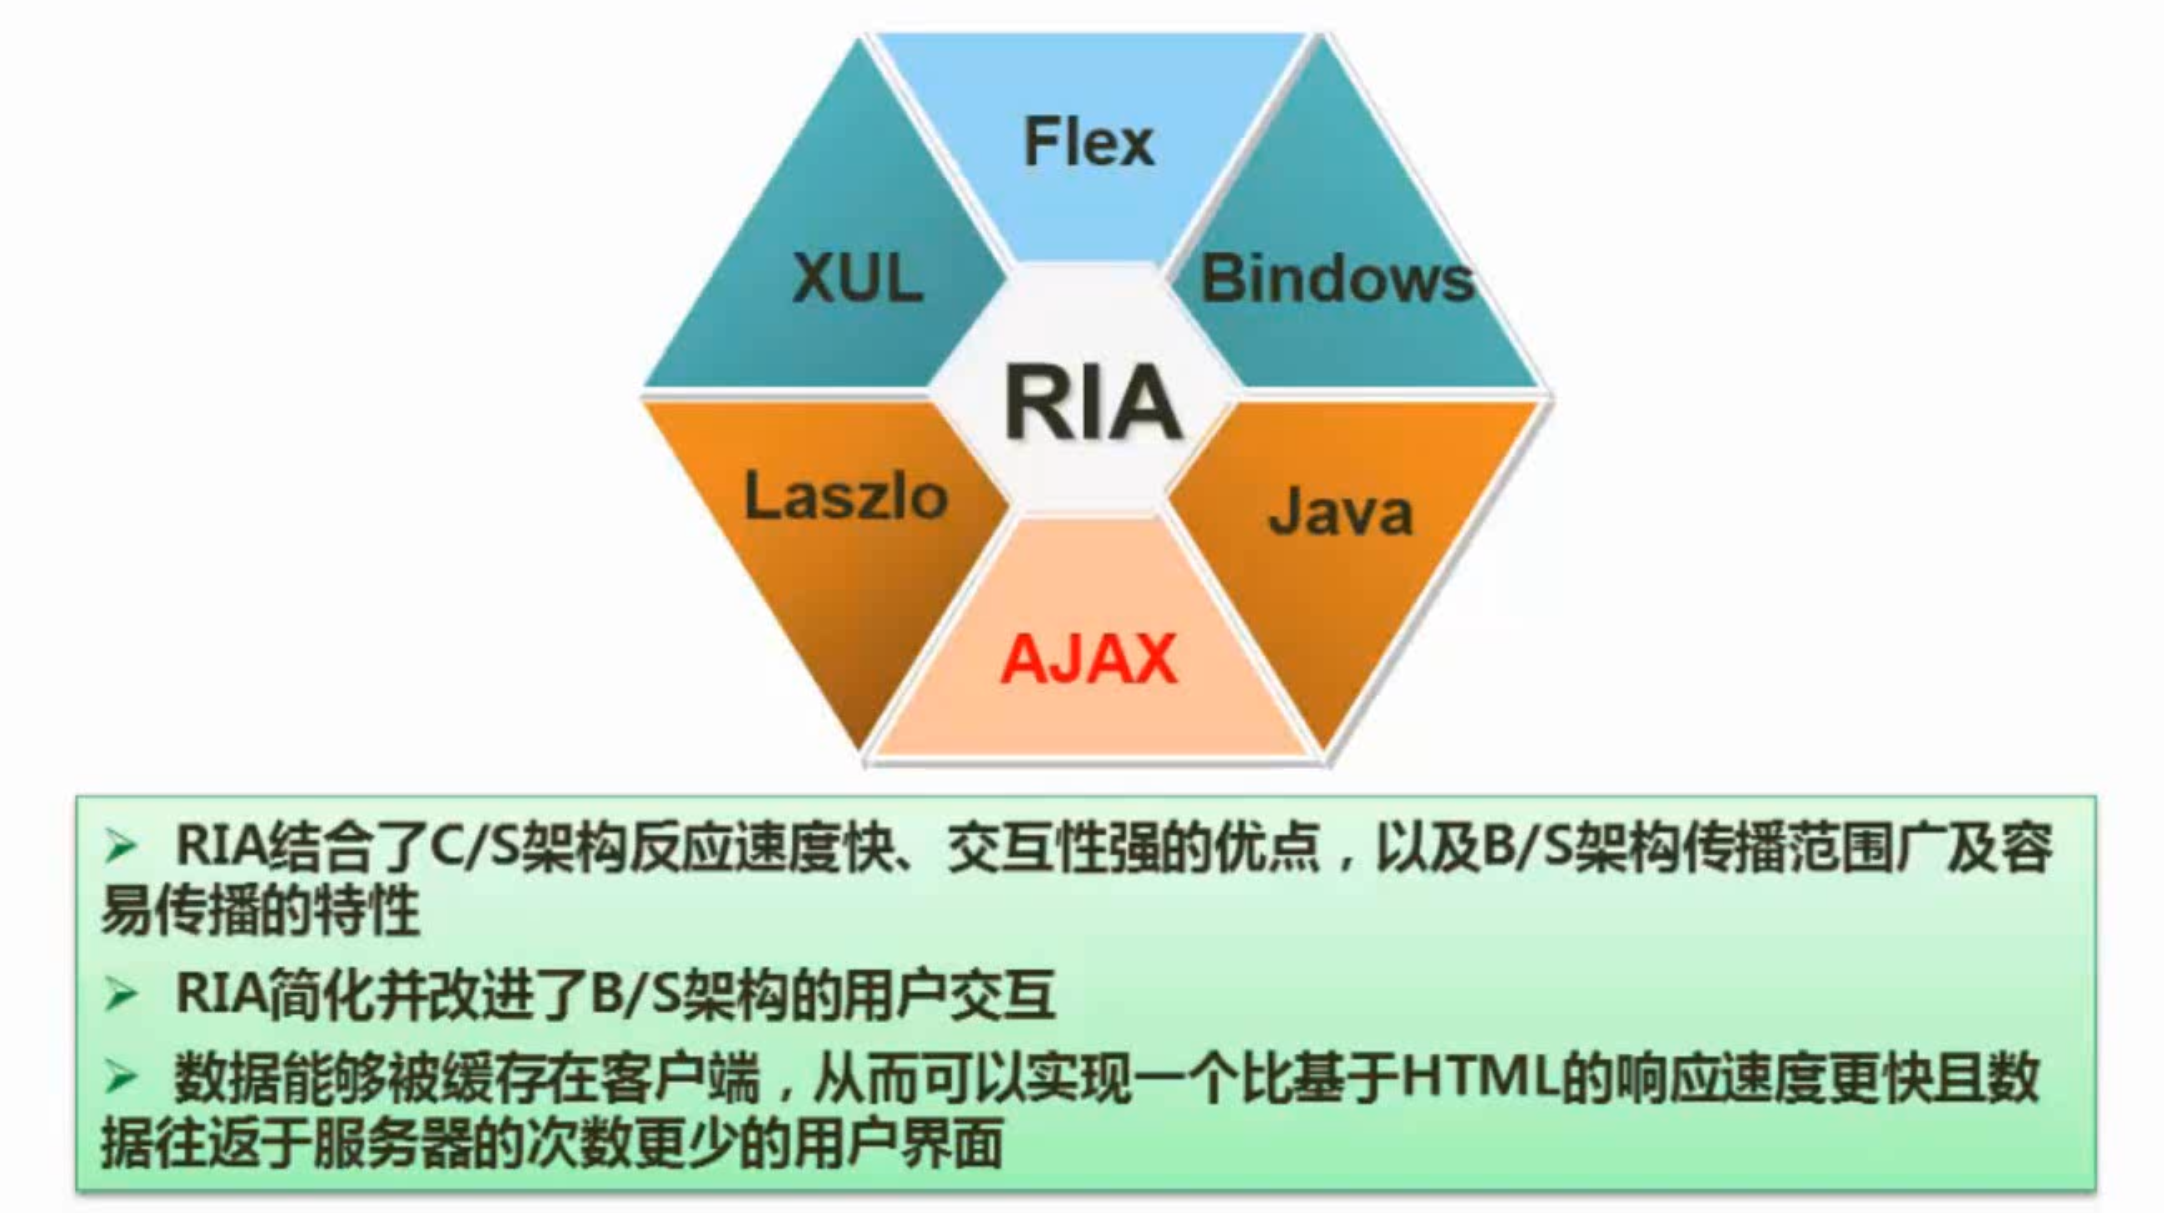 Flex
XUL
Bindows
RIA
Laszlo
Java
AJAX
➢ RIA结合了C/S架构反应速度快、交互性强的优点，以及B/S架构传播范围广及容
易传播的特性
➢ RIA简化并改进了B/S架构的用户交互
➢ 数据能够被缓存在客户端，从而可以实现一个比基于HTML的响应速度更快且数
据往返于服务器的次数更少的用户界面